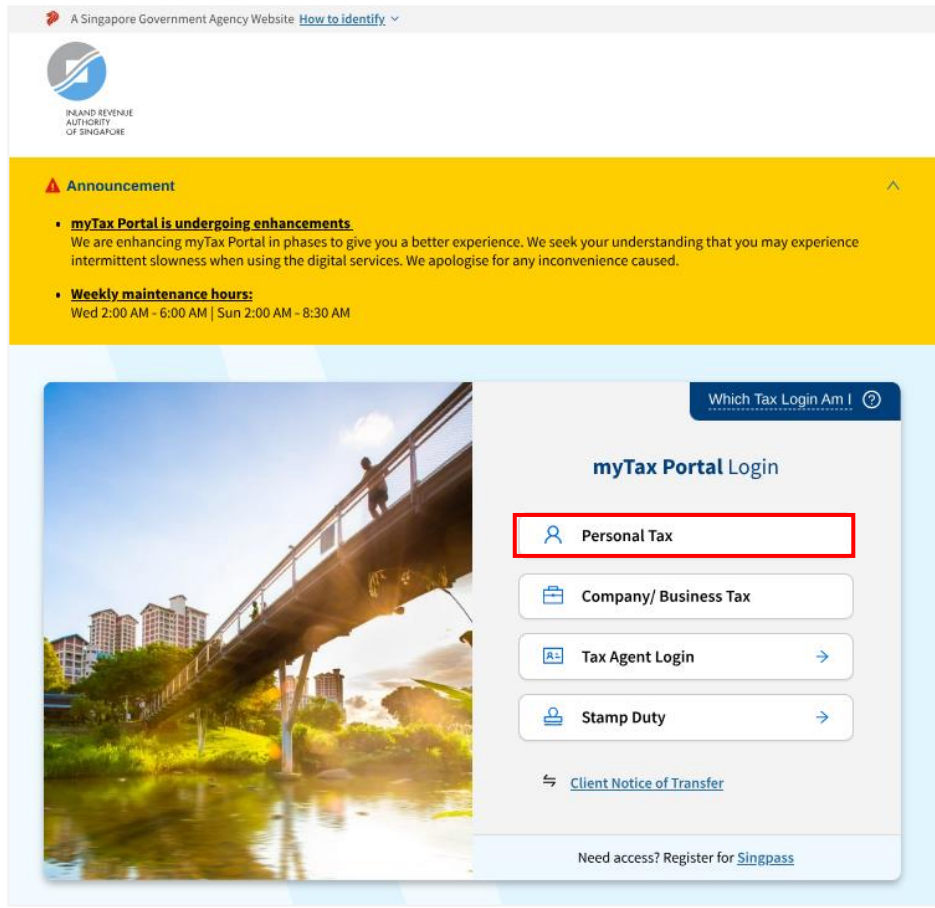 A Singapore Government Agency Website How to identify
INLAND REVENUE
AUTHORITY
OF SINGAPORE
Announcement
• myTax Portal is undergoing enhancements
We are enhancing myTax Portal in phases to give you a better experience. We seek your understanding that you may experience
intermittent slowness when using the digital services. We apologise for any inconvenience caused.
• Weekly maintenance hours:
Wed 2:00 AM - 6:00 AM | Sun 2:00 AM - 8:30 AM
Which Tax Login Am I ?
myTax Portal Login
Personal Tax
Company/ Business Tax
Tax Agent Login
Stamp Duty
Client Notice of Transfer
Need access? Register for Singpass